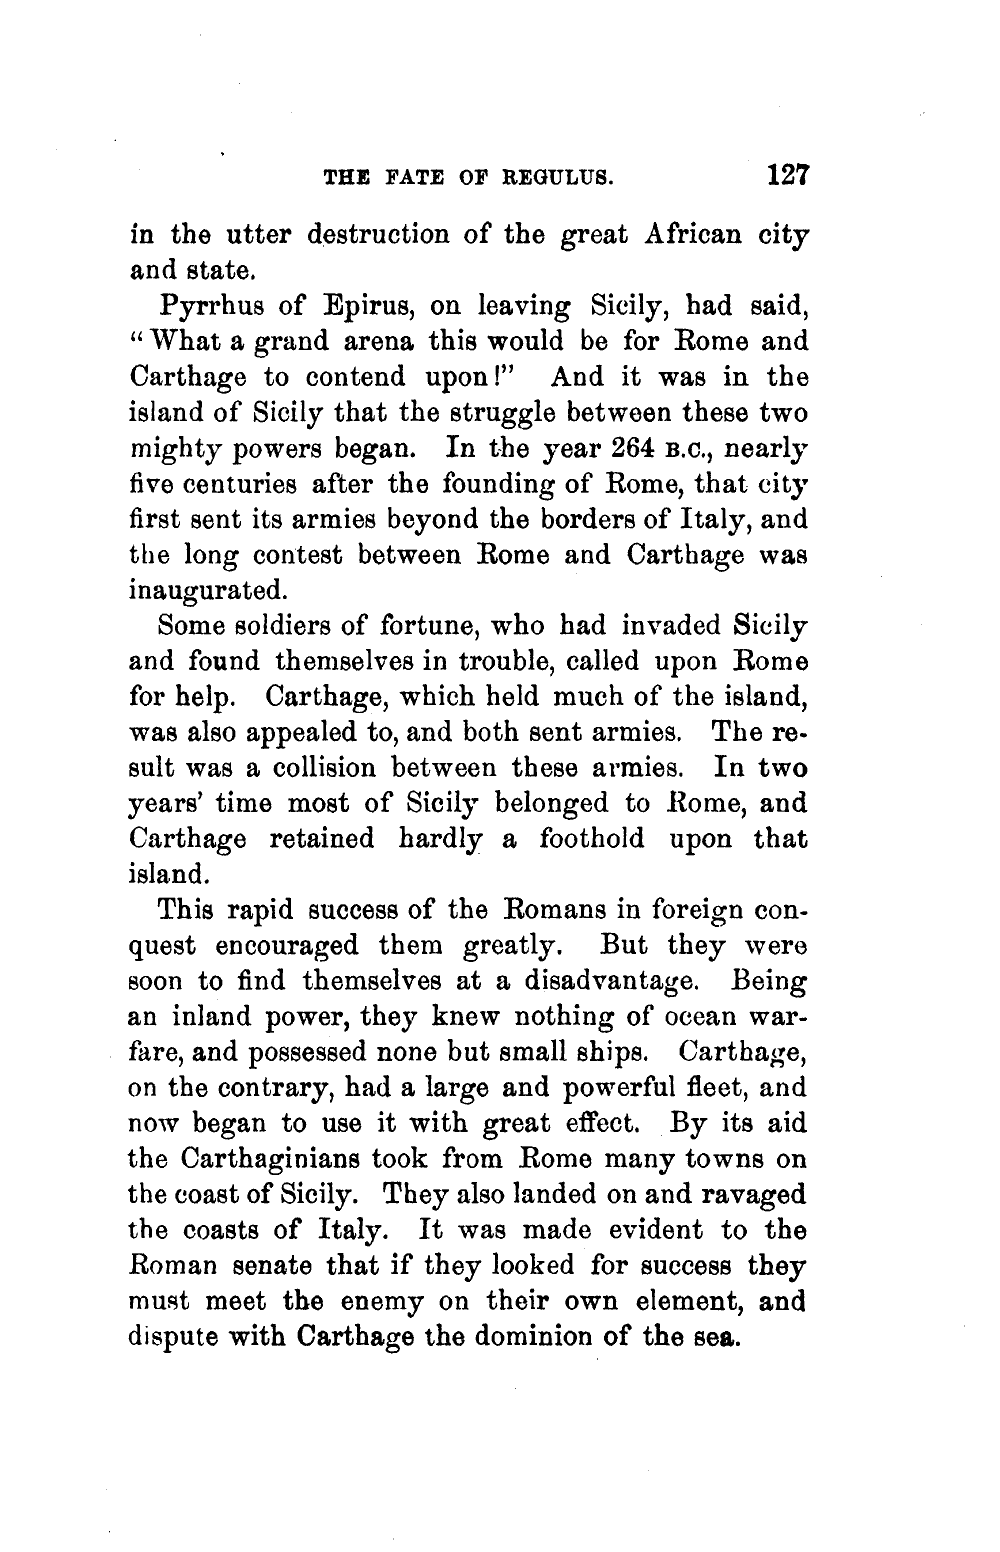 THE FATE OF REGULUS. 127
in the utter destruction of the great African city
and state.
Pyrrhus of Epirus, on leaving Sicily, had said,
“What a grand arena this would be for Rome and
Carthage to contend upon!” And it was in the
island of Sicily that the struggle between these two
mighty powers began. In the year 264 B.C., nearly
five centuries after the founding of Rome, that city
first sent its armies beyond the borders of Italy, and
the long contest between Rome and Carthage was
inaugurated.
Some soldiers of fortune, who had invaded Sicily
and found themselves in trouble, called upon Rome
for help. Carthage, which held much of the island,
was also appealed to, and both sent armies. The re-
sult was a collision between these armies. In two
years’ time most of Sicily belonged to Rome, and
Carthage retained hardly a foothold upon that
island.
This rapid success of the Romans in foreign con-
quest encouraged them greatly. But they were
soon to find themselves at a disadvantage. Being
an inland power, they knew nothing of ocean war-
fare, and possessed none but small ships. Carthage,
on the contrary, had a large and powerful fleet, and
now began to use it with great effect. By its aid
the Carthaginians took from Rome many towns on
the coast of Sicily. They also landed on and ravaged
the coasts of Italy. It was made evident to the
Roman senate that if they looked for success they
must meet the enemy on their own element, and
dispute with Carthage the dominion of the sea.